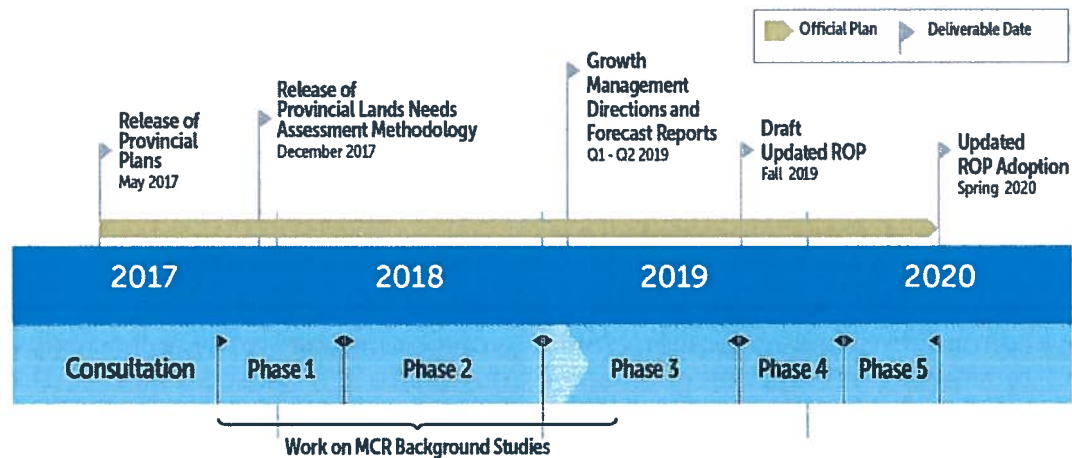 Official Plan
Deliverable Date
Release of
Provincial
Plans
May 2017
Release of
Provincial Lands Needs
Assessment Methodology
December 2017
Growth
Management
Directions and
Forecast Reports
Q1 - Q2 2019
Draft
Updated ROP
Fall 2019
Updated
ROP Adoption
Spring 2020
2017
2018
2019
2020
Consultation
Phase 1
Phase 2
Phase 3
Phase 4
Phase 5
Work on MCR Background Studies